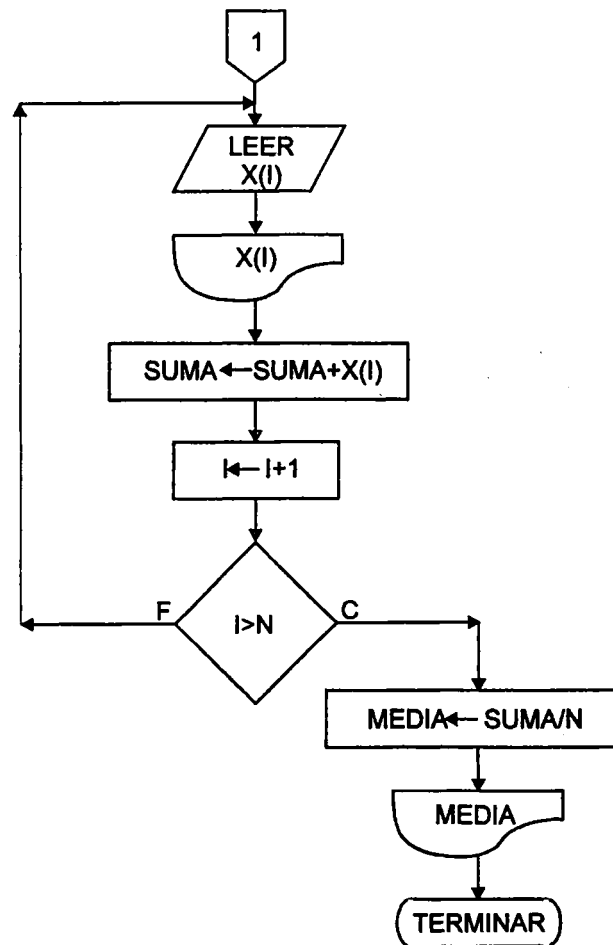 1
LEER
X(I)
X(I)
SUMA←SUMA+X(I)
I←I+1
F
I>N
C
MEDIA←SUMA/N
MEDIA
TERMINAR